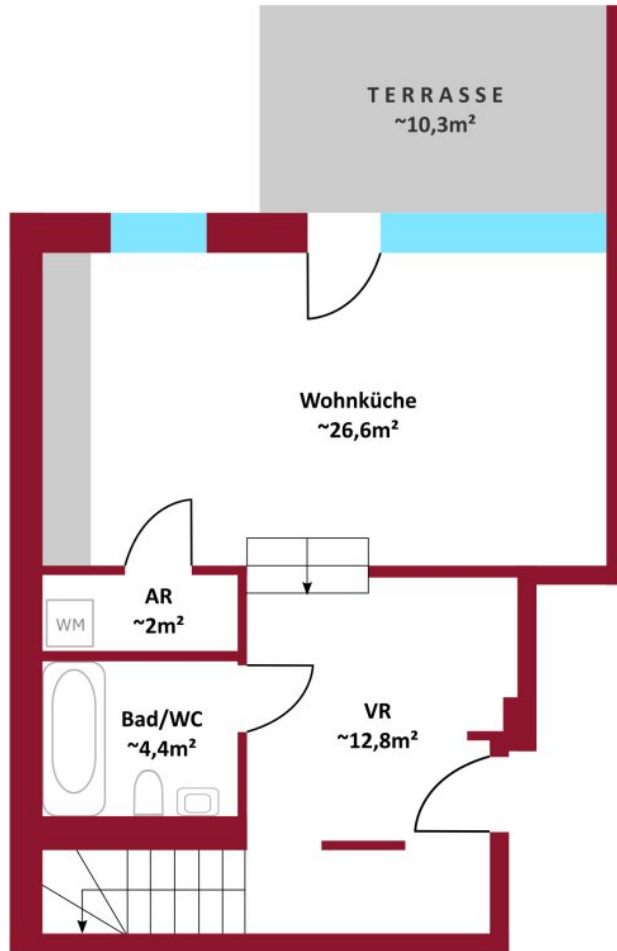 TERRASSE
~10,3m²
Wohnküche
~26,6m²
AR
~2m²
WM
Bad/WC
~4,4m²
VR
~12,8m²